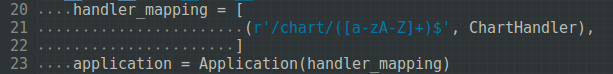 20 ....handler_mapping = [
21 ......................(r'/chart/([a-zA-Z]+)$', ChartHandler),
22 .....................]
23 ....application = Application(handler_mapping)